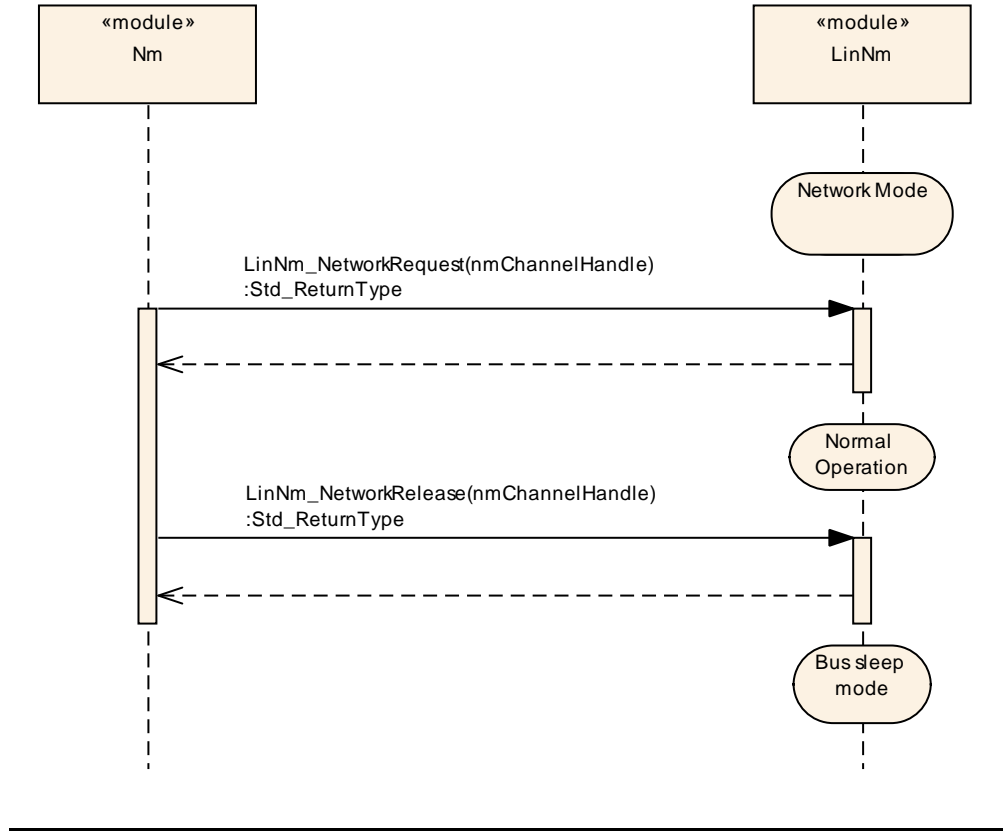 «module»
Nm
«module»
LinNm
Network Mode
LinNm_NetworkRequest(nmChannelHandle)
:Std_ReturnType
Normal
Operation
LinNm_NetworkRelease(nmChannelHandle)
:Std_ReturnType
Bus sleep
mode